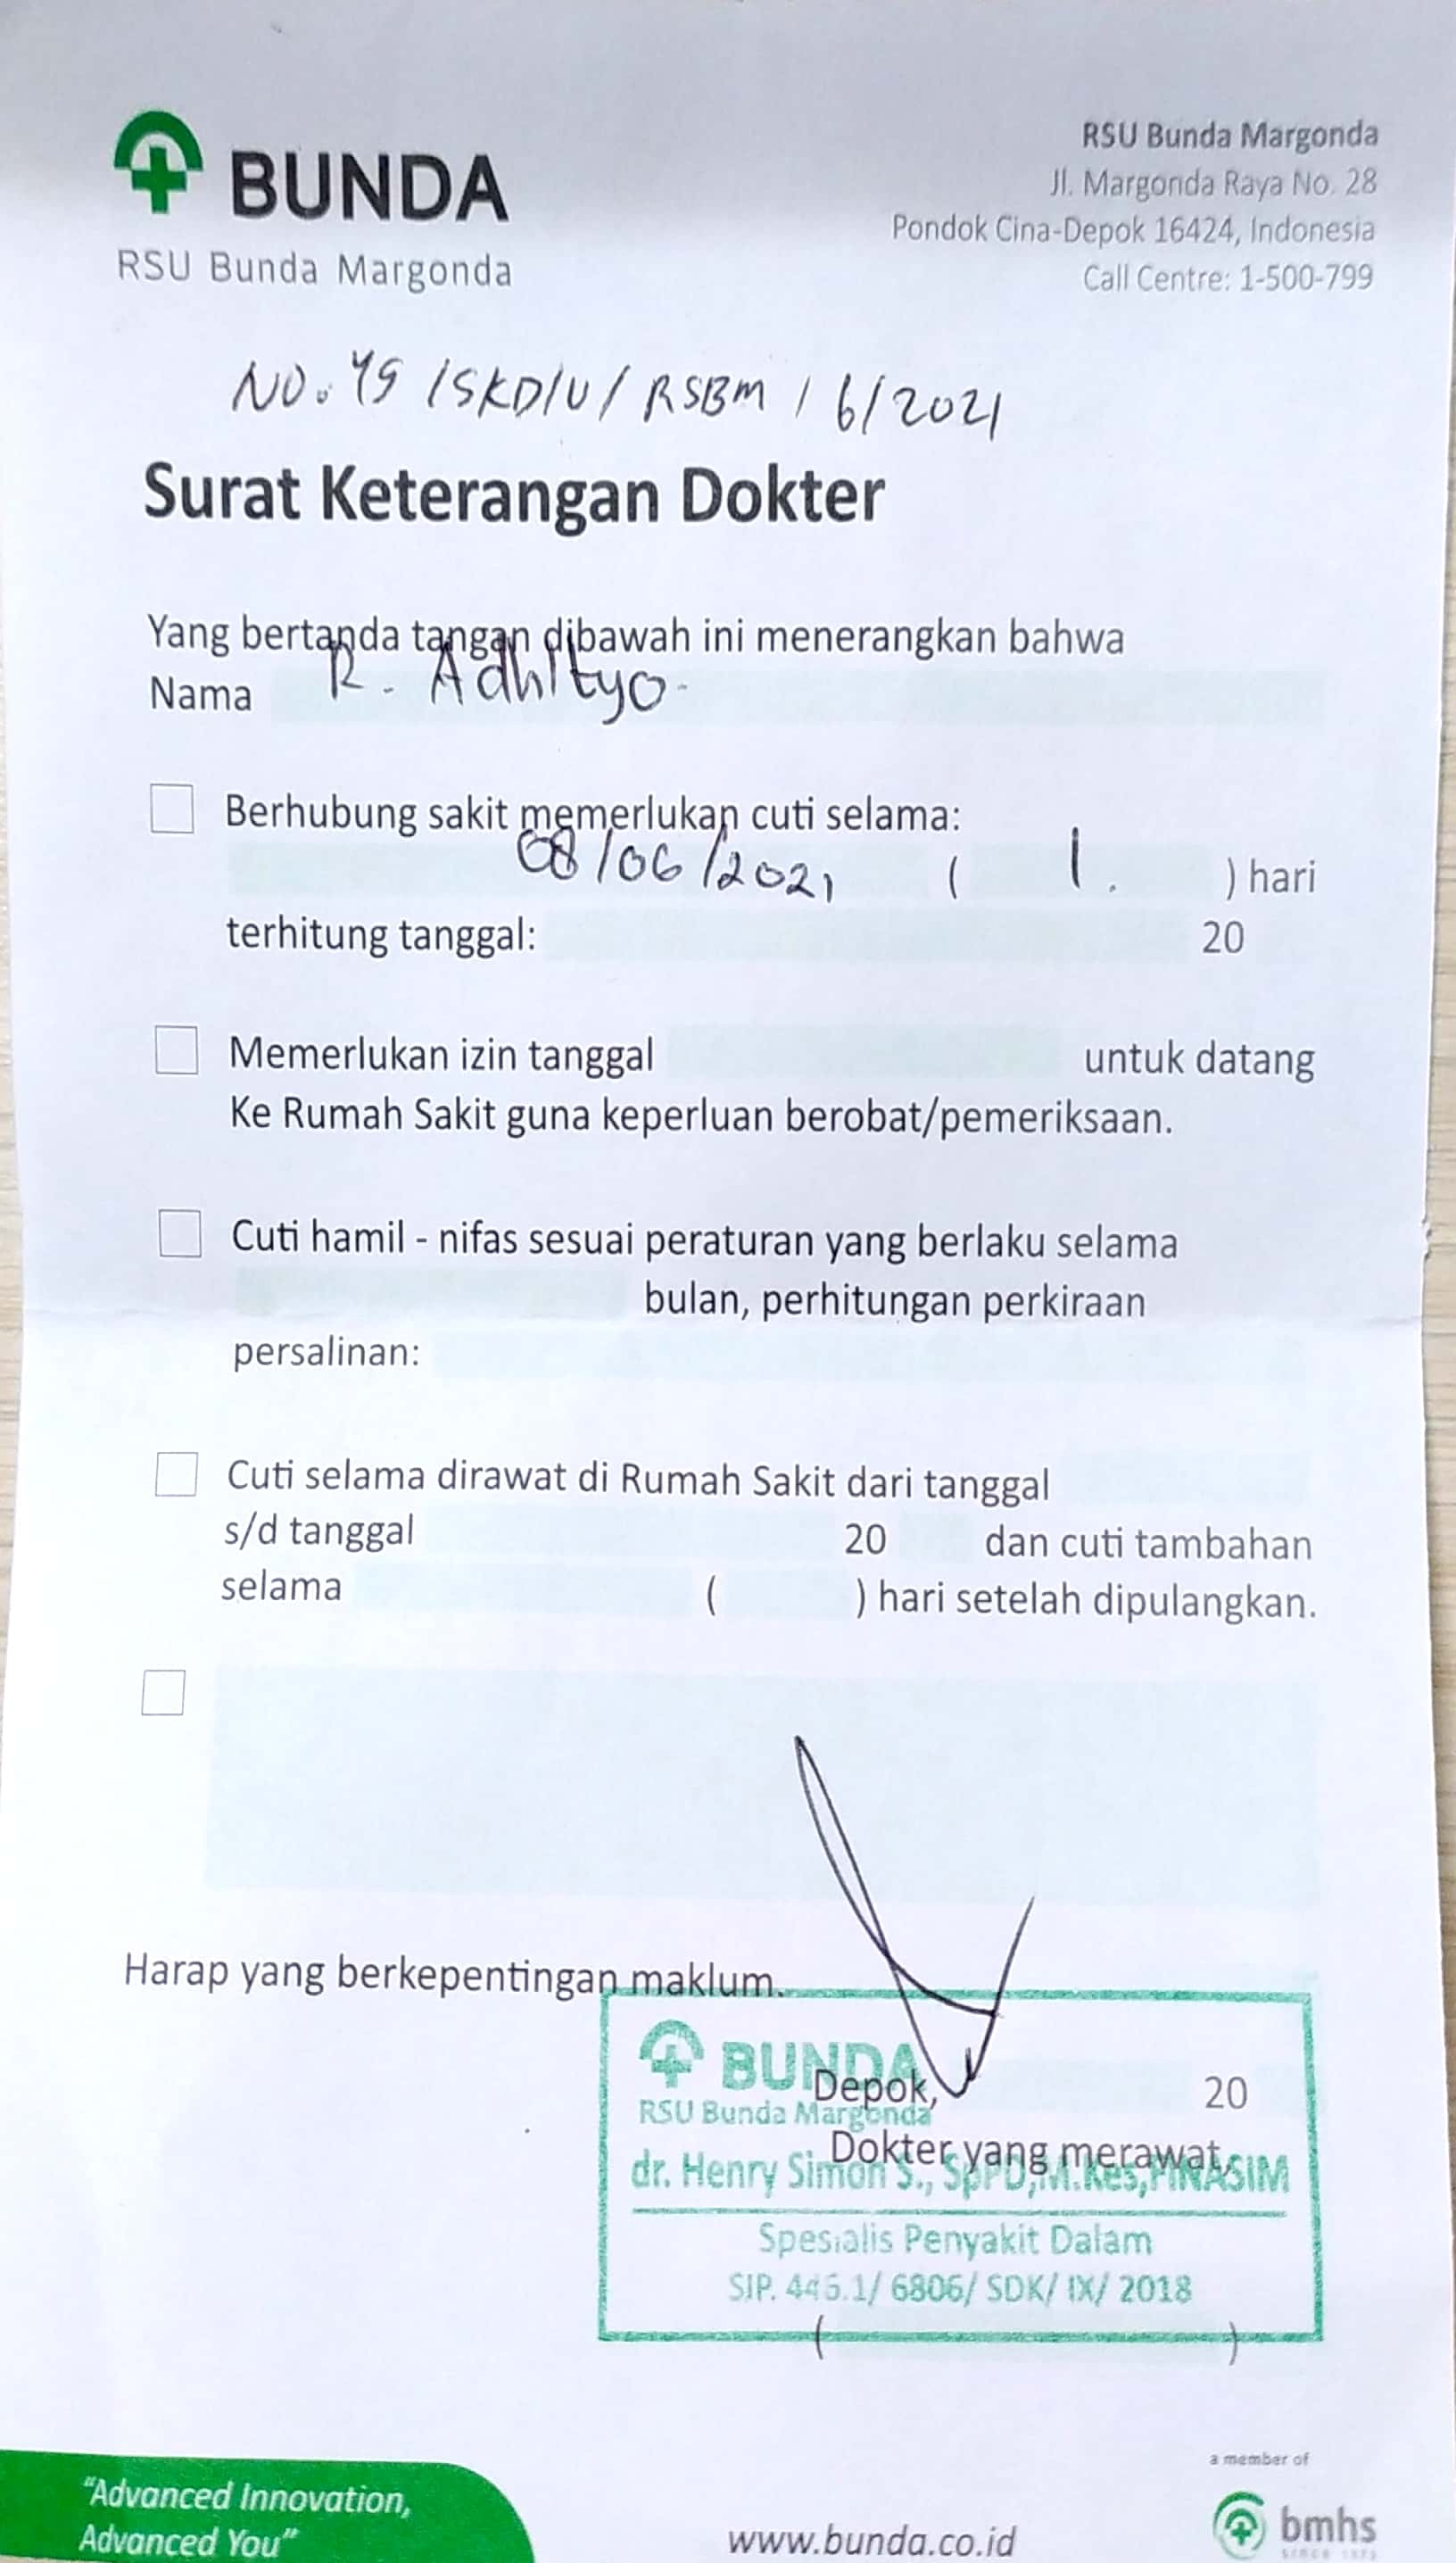 BUNDA
RSU Bunda Margonda
RSU Bunda Margonda
Jl. Margonda Raya No. 28
Pondok Cina-Depok 16424, Indonesia
Call Centre: 1-500-799
NO. 49 /SKD/U/ RSBM / 6/2021
Surat Keterangan Dokter
Yang bertanda tangan dibawah ini menerangkan bahwa
Nama R. Adhityo
Berhubung sakit memerlukan cuti selama:
08/06/2021 ( 1. ) hari
terhitung tanggal: 20
Memerlukan izin tanggal untuk datang
Ke Rumah Sakit guna keperluan berobat/pemeriksaan.
Cuti hamil - nifas sesuai peraturan yang berlaku selama
bulan, perhitungan perkiraan
persalinan:
Cuti selama dirawat di Rumah Sakit dari tanggal
s/d tanggal 20 dan cuti tambahan
selama ( ) hari setelah dipulangkan.
Harap yang berkepentingan maklum.
BUNDA
Depok, 20
RSU Bunda Margonda
Dokter yang merawat,
dr. Henry Simon S., SpPD,M.Kes,FINASIM
Spesialis Penyakit Dalam
SIP. 446.1/ 6806/ SDK/ IX/ 2018
( )
"Advanced Innovation,
Advanced You"
www.bunda.co.id
a member of
bmhs
SINCE 1973